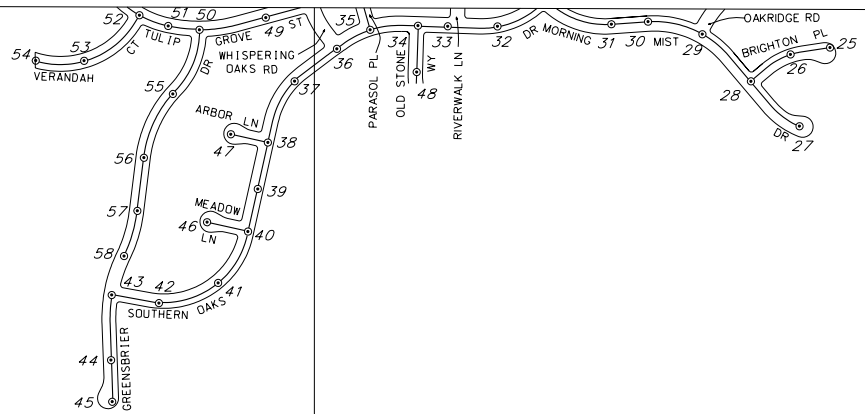 52
51
50
49
ST
GROVE
TULIP
CT
54
53
VERANDAH
DR
WHISPERING
OAKS RD
35
36
37
PARASOL PL
34
OLD STONE
WY
48
33
RIVERWALK LN
32
DR MORNING
31
30
MIST
29
OAKRIDGE RD
BRIGHTON PL
25
26
28
27
DR
55
ARBOR LN
47
38
56
39
MEADOW
LN
46
40
57
58
43
42
41
SOUTHERN OAKS
44
45
GREENSBRIER